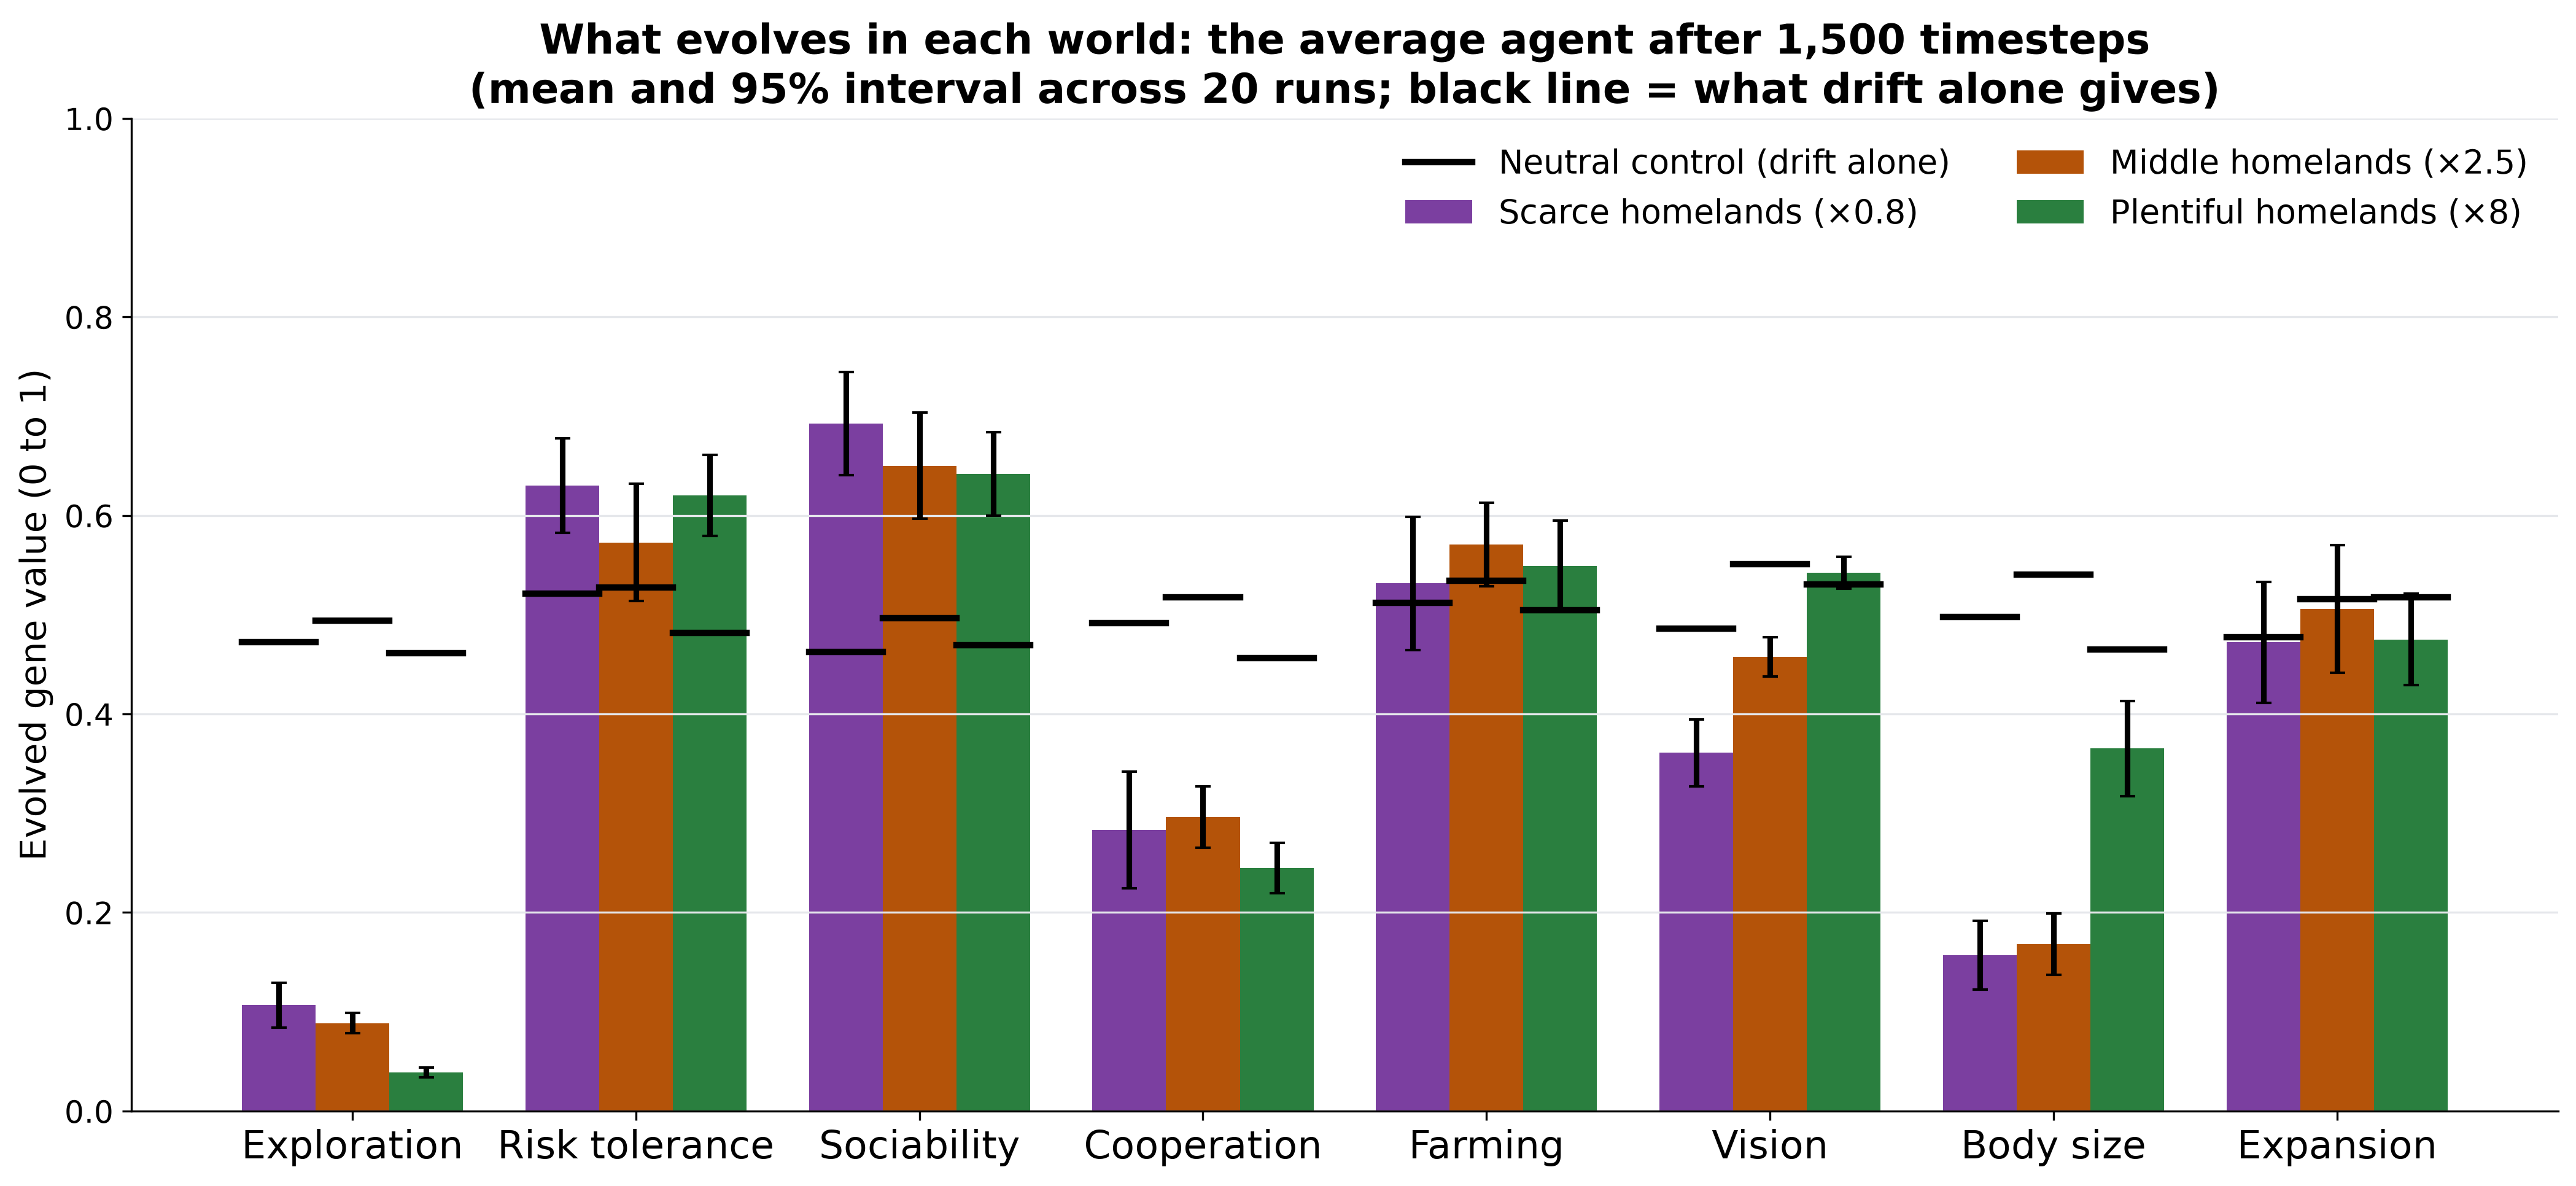 What evolves in each world: the average agent after 1,500 timesteps
(mean and 95% interval across 20 runs; black line = what drift alone gives)
Neutral control (drift alone)
Scarce homelands (×0.8)
Middle homelands (×2.5)
Plentiful homelands (×8)
Evolved gene value (0 to 1)
1.0
0.8
0.6
0.4
0.2
0.0
Exploration
Risk tolerance
Sociability
Cooperation
Farming
Vision
Body size
Expansion